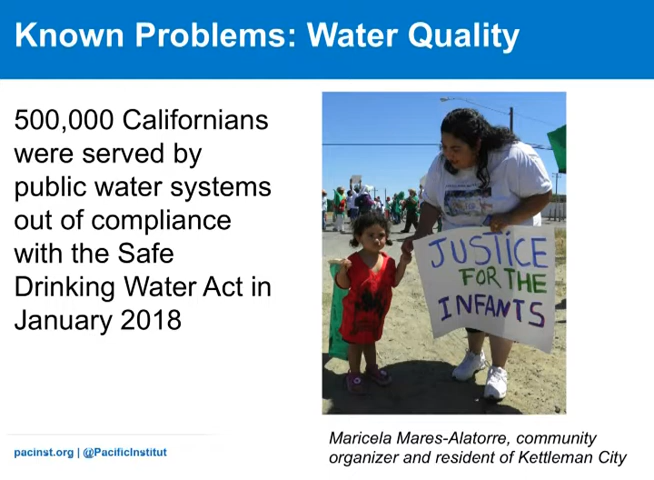 Known Problems: Water Quality
500,000 Californians
were served by
public water systems
out of compliance
with the Safe
Drinking Water Act in
January 2018
JUSTICE
FOR THE
INFANTS
Maricela Mares-Alatorre, community
organizer and resident of Kettleman City
pacinst.org | @PacificInstitut